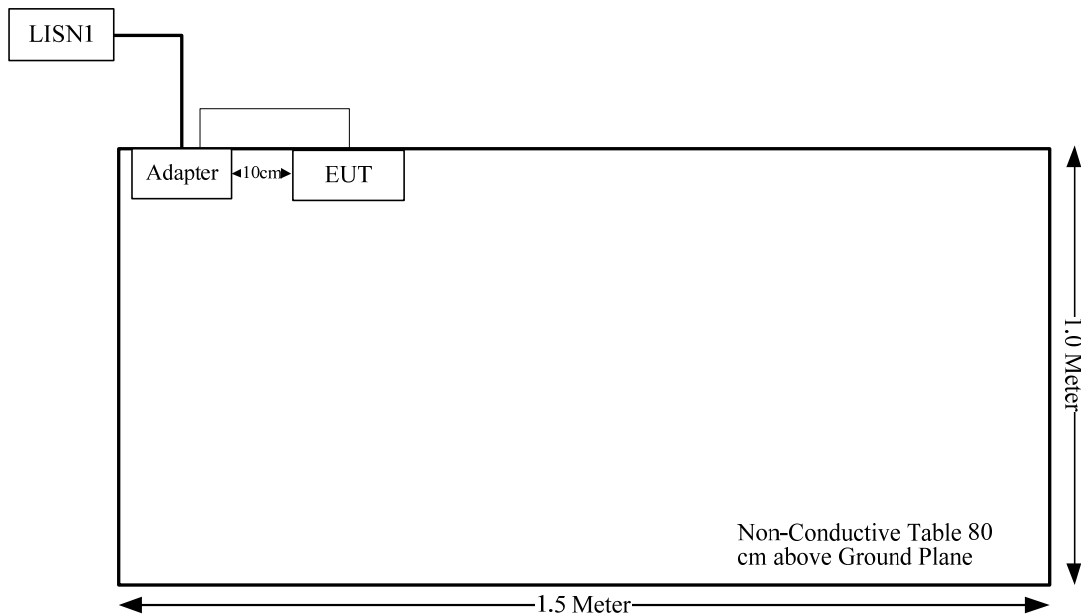 LISN1
Adapter
10cm
EUT
1.0 Meter
Non-Conductive Table 80
cm above Ground Plane
1.5 Meter